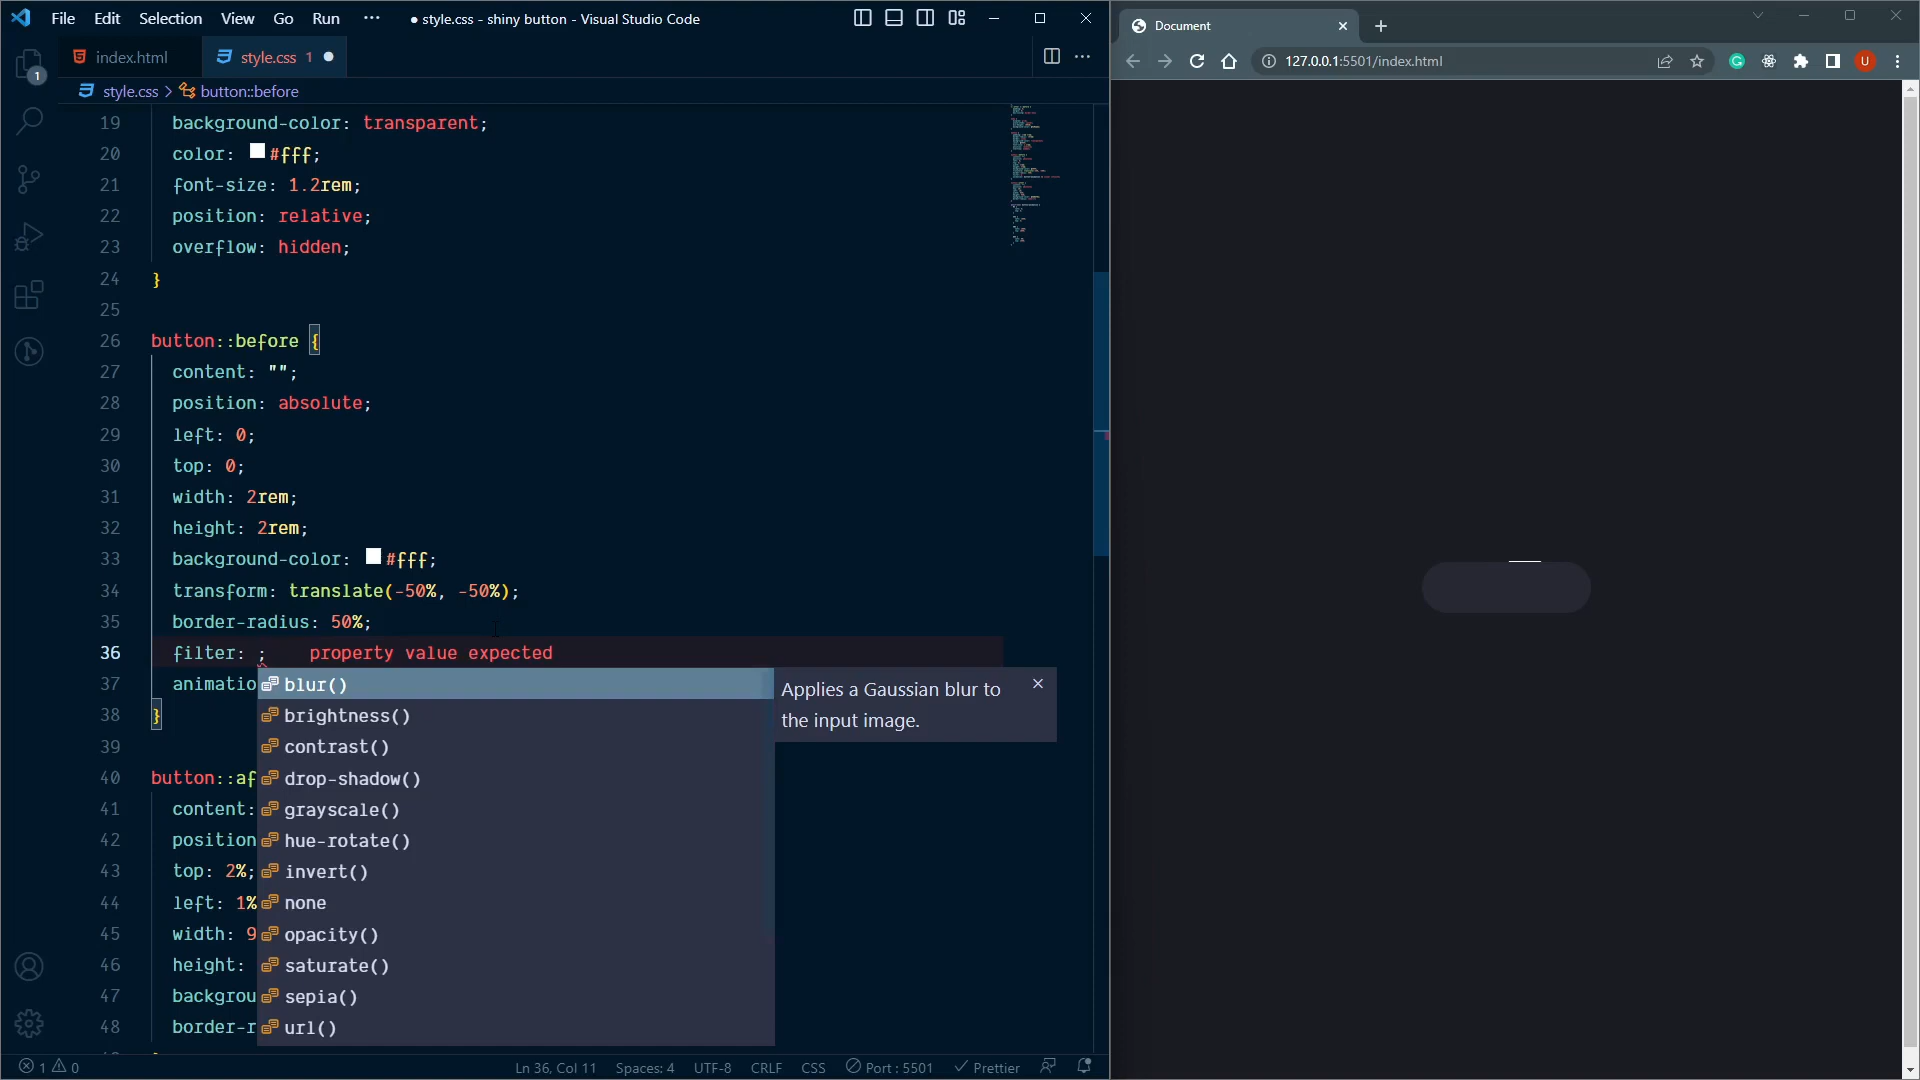 File Edit Selection View Go Run ··· ● style.css - shiny button - Visual Studio Code
index.html
style.css 1
style.css > button::before
19 background-color: transparent;
20 color: #fff;
21 font-size: 1.2rem;
22 position: relative;
23 overflow: hidden;
24 }
25
26 button::before {
27 content: "";
28 position: absolute;
29 left: 0;
30 top: 0;
31 width: 2rem;
32 height: 2rem;
33 background-color: #fff;
34 transform: translate(-50%, -50%);
35 border-radius: 50%;
36 filter: ; property value expected
37 animatio
38 }
39
40 button::af
41 content:
42 position
43 top: 2%;
44 left: 1%
45 width: 9
46 height:
47 backgrou
48 border-r
blur()
brightness()
contrast()
drop-shadow()
grayscale()
hue-rotate()
invert()
none
opacity()
saturate()
sepia()
url()
Applies a Gaussian blur to
the input image.
1
1 0
Ln 36, Col 11 Spaces: 4 UTF-8 CRLF CSS Port : 5501 Prettier
Document
127.0.0.1:5501/index.html
U